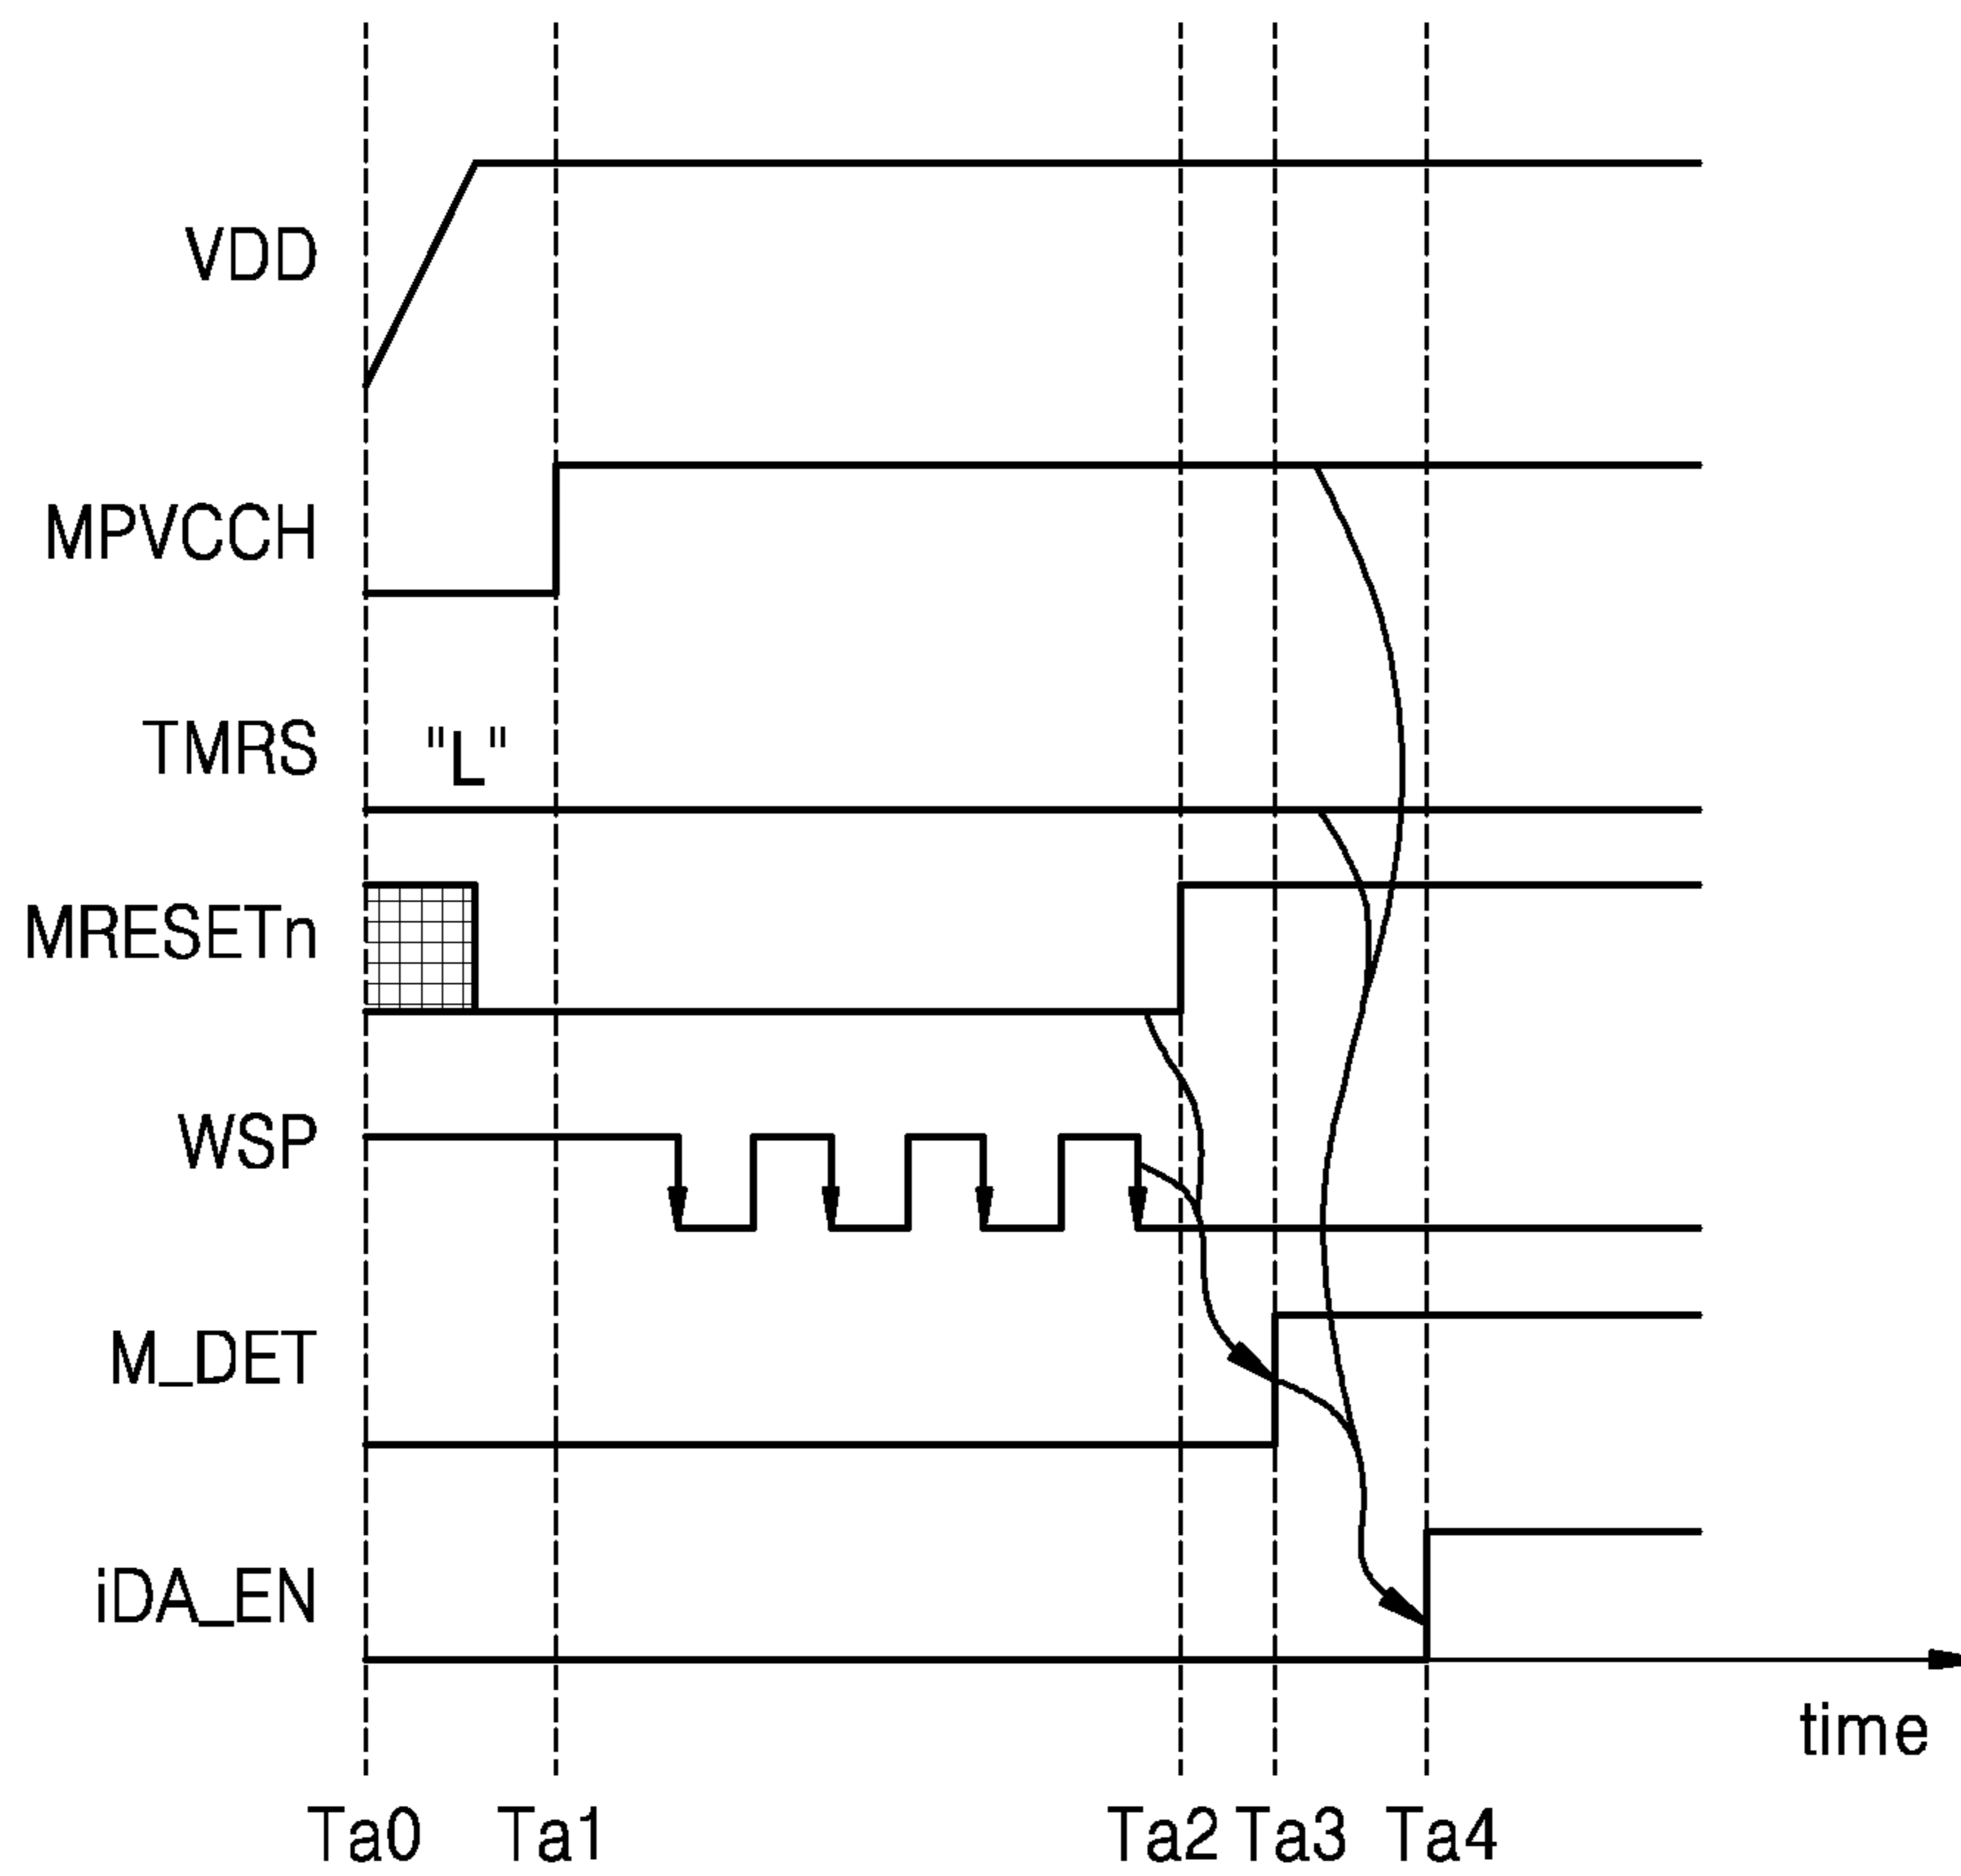 VDD
MPVCCH
TMRS "L"
MRESETn
WSP
M_DET
iDA_EN
time
Ta0 Ta1 Ta2 Ta3 Ta4